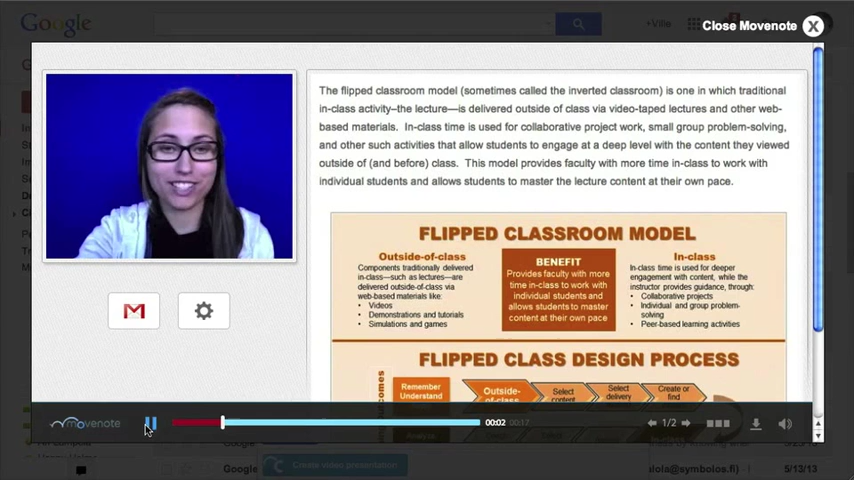 Google
+Ville
Close Movenote X
The flipped classroom model (sometimes called the inverted classroom) is one in which traditional
in-class activity–the lecture—is delivered outside of class via video-taped lectures and other web-
based materials. In-class time is used for collaborative project work, small group problem-solving,
and other such activities that allow students to engage at a deep level with the content they viewed
outside of (and before) class. This model provides faculty with more time in-class to work with
individual students and allows students to master the lecture content at their own pace.
FLIPPED CLASSROOM MODEL
Outside-of-class
Components traditionally delivered
in-class—such as lectures—are
delivered outside-of-class via
web-based materials like:
• Videos
• Demonstrations and tutorials
• Simulations and games
BENEFIT
Provides faculty with more
time in-class to work with
individual students and
allows students to master
content at their own pace
In-class
In-class time is used for deeper
engagement with content, while the
instructor provides guidance, through:
• Collaborative projects
• Individual and group problem-
solving
• Peer-based learning activities
FLIPPED CLASS DESIGN PROCESS
Remember
Understand
Outside-
of-class
Select
content
Select
delivery
Create or
find
movenote
00:02 00:17
1/2
Create video presentation
Google
5/13/13